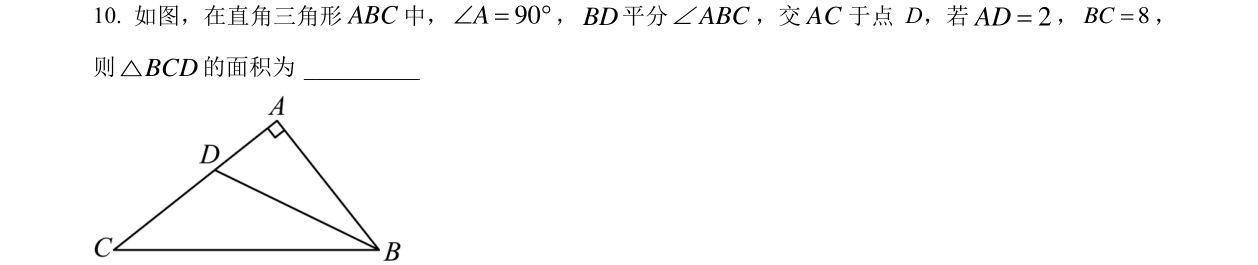 10. 如图，在直角三角形 ABC 中，∠A = 90°，BD 平分∠ABC，交 AC 于点 D，若 AD = 2，BC = 8，
则 △BCD 的面积为 ________
A
D
C
B